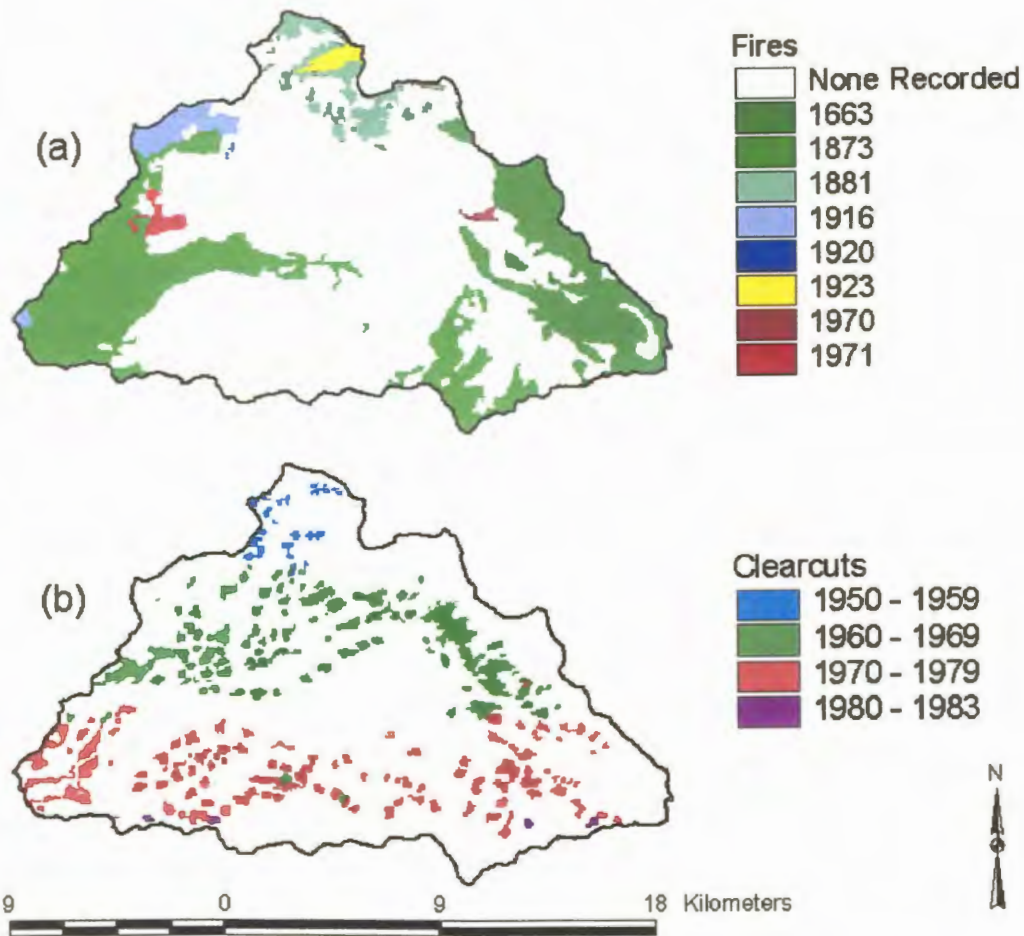 (a)
Fires
None Recorded
1663
1873
1881
1916
1920
1923
1970
1971
(b)
Clearcuts
1950 - 1959
1960 - 1969
1970 - 1979
1980 - 1983
N
9 0 9 18 Kilometers